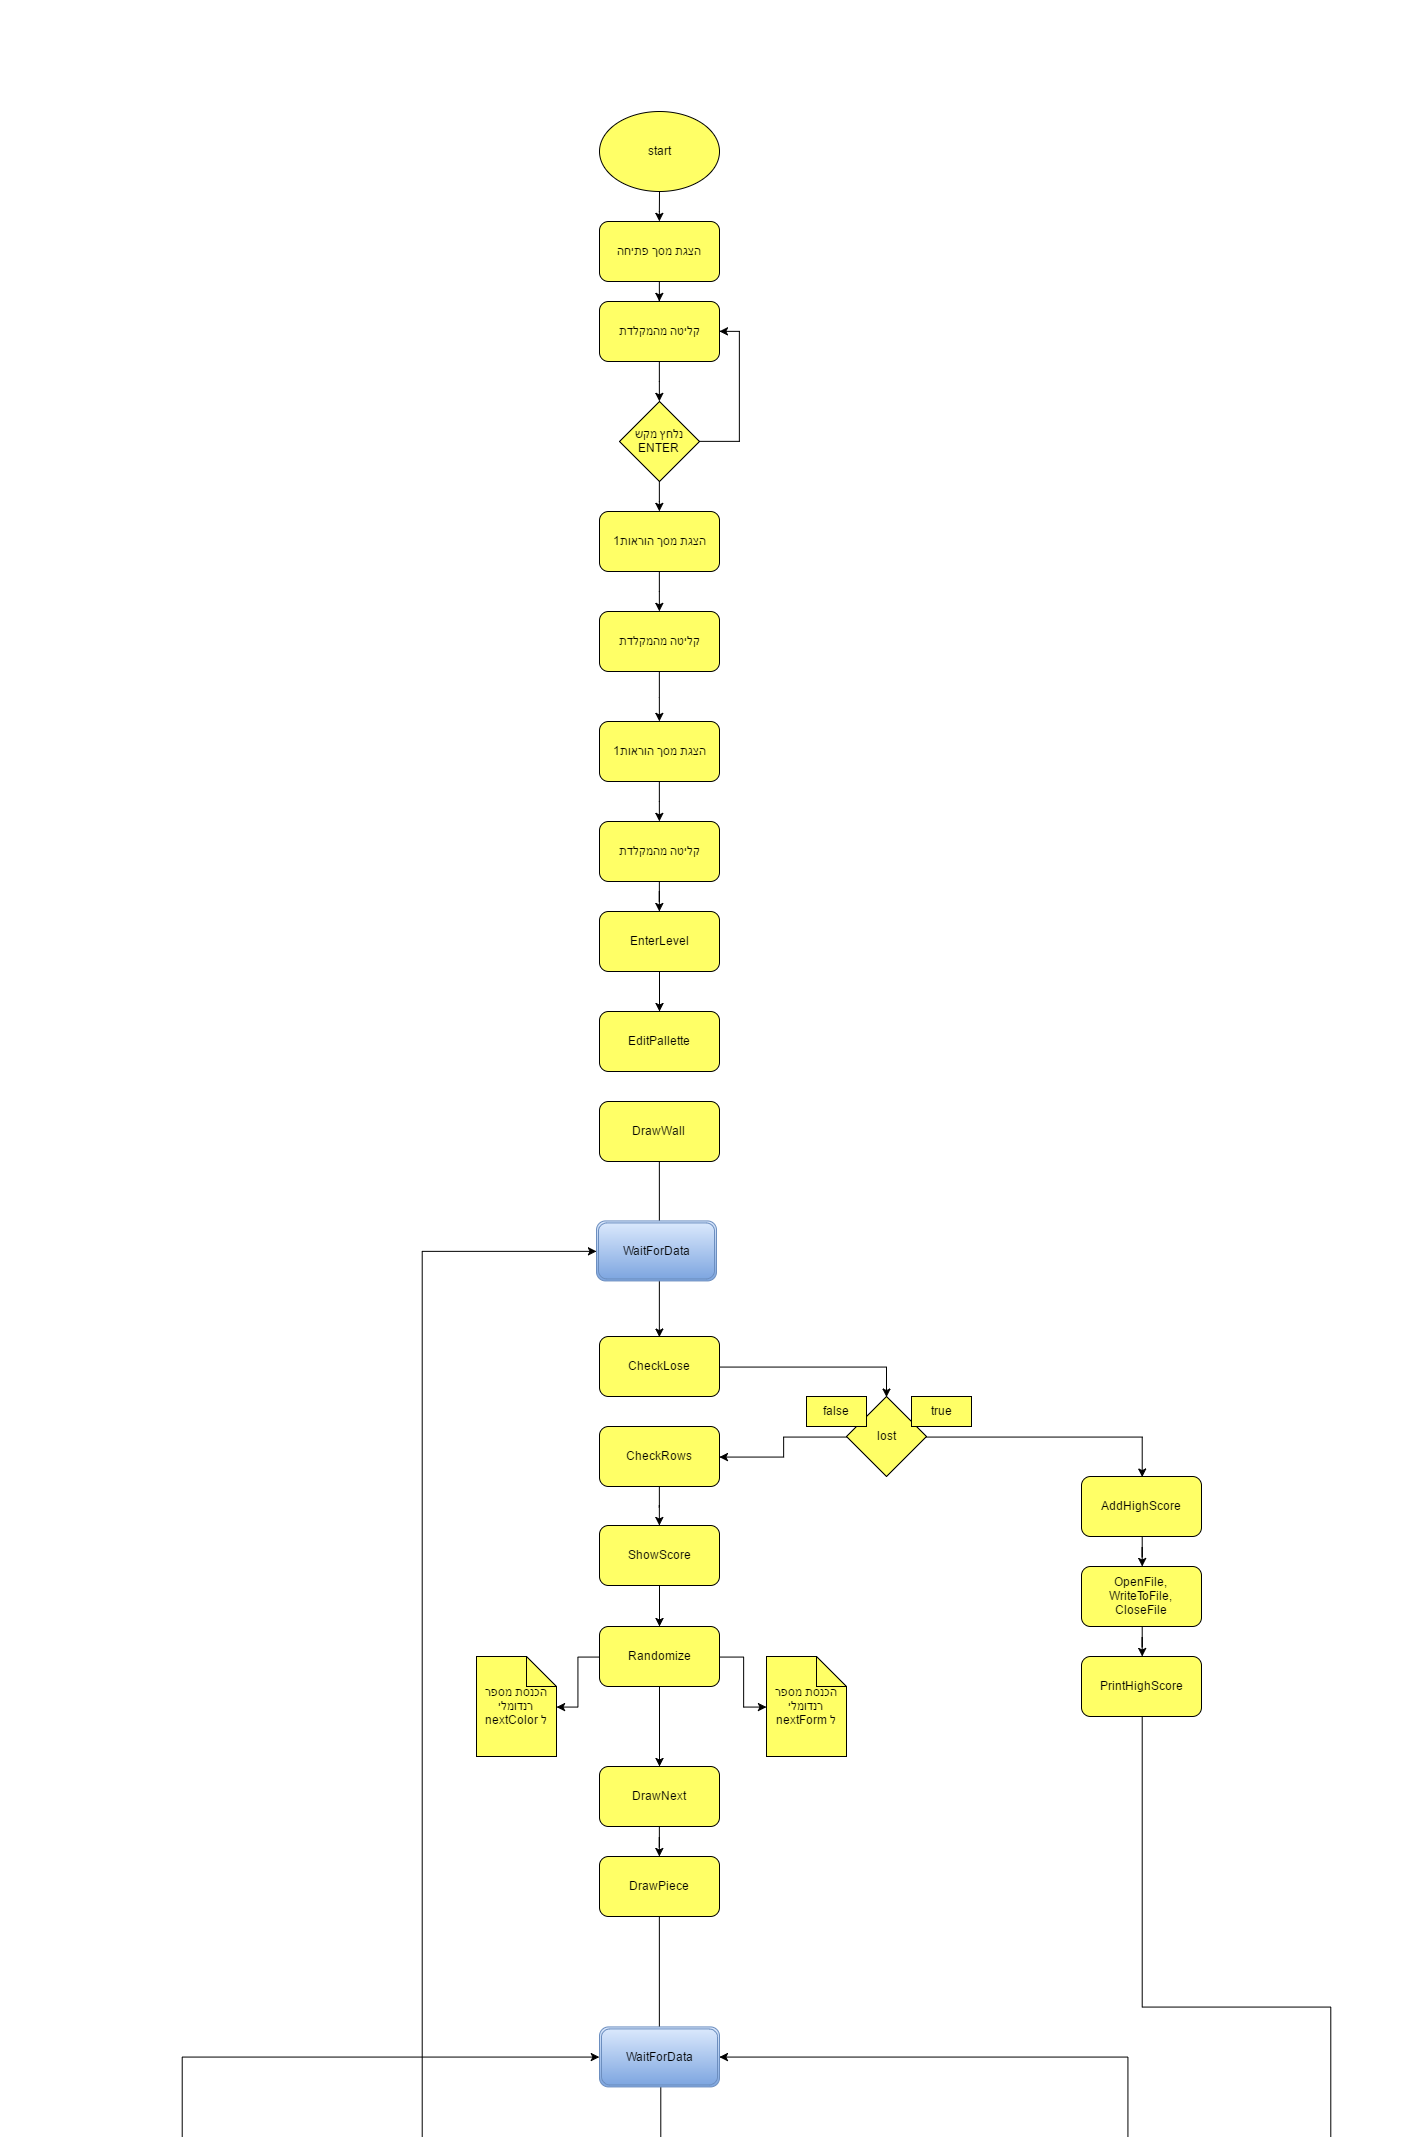 start
הצגת מסך פתיחה
קליטה מהמקלדת
נלחץ מקש
ENTER
הצגת מסך הוראות1
קליטה מהמקלדת
הצגת מסך הוראות1
קליטה מהמקלדת
EnterLevel
EditPallette
DrawWall
WaitForData
CheckLose
false
true
lost
CheckRows
AddHighScore
ShowScore
OpenFile,
WriteToFile,
CloseFile
Randomize
PrintHighScore
הכנסת מספר
רנדומלי
ל nextColor
הכנסת מספר
רנדומלי
ל nextForm
DrawNext
DrawPiece
WaitForData